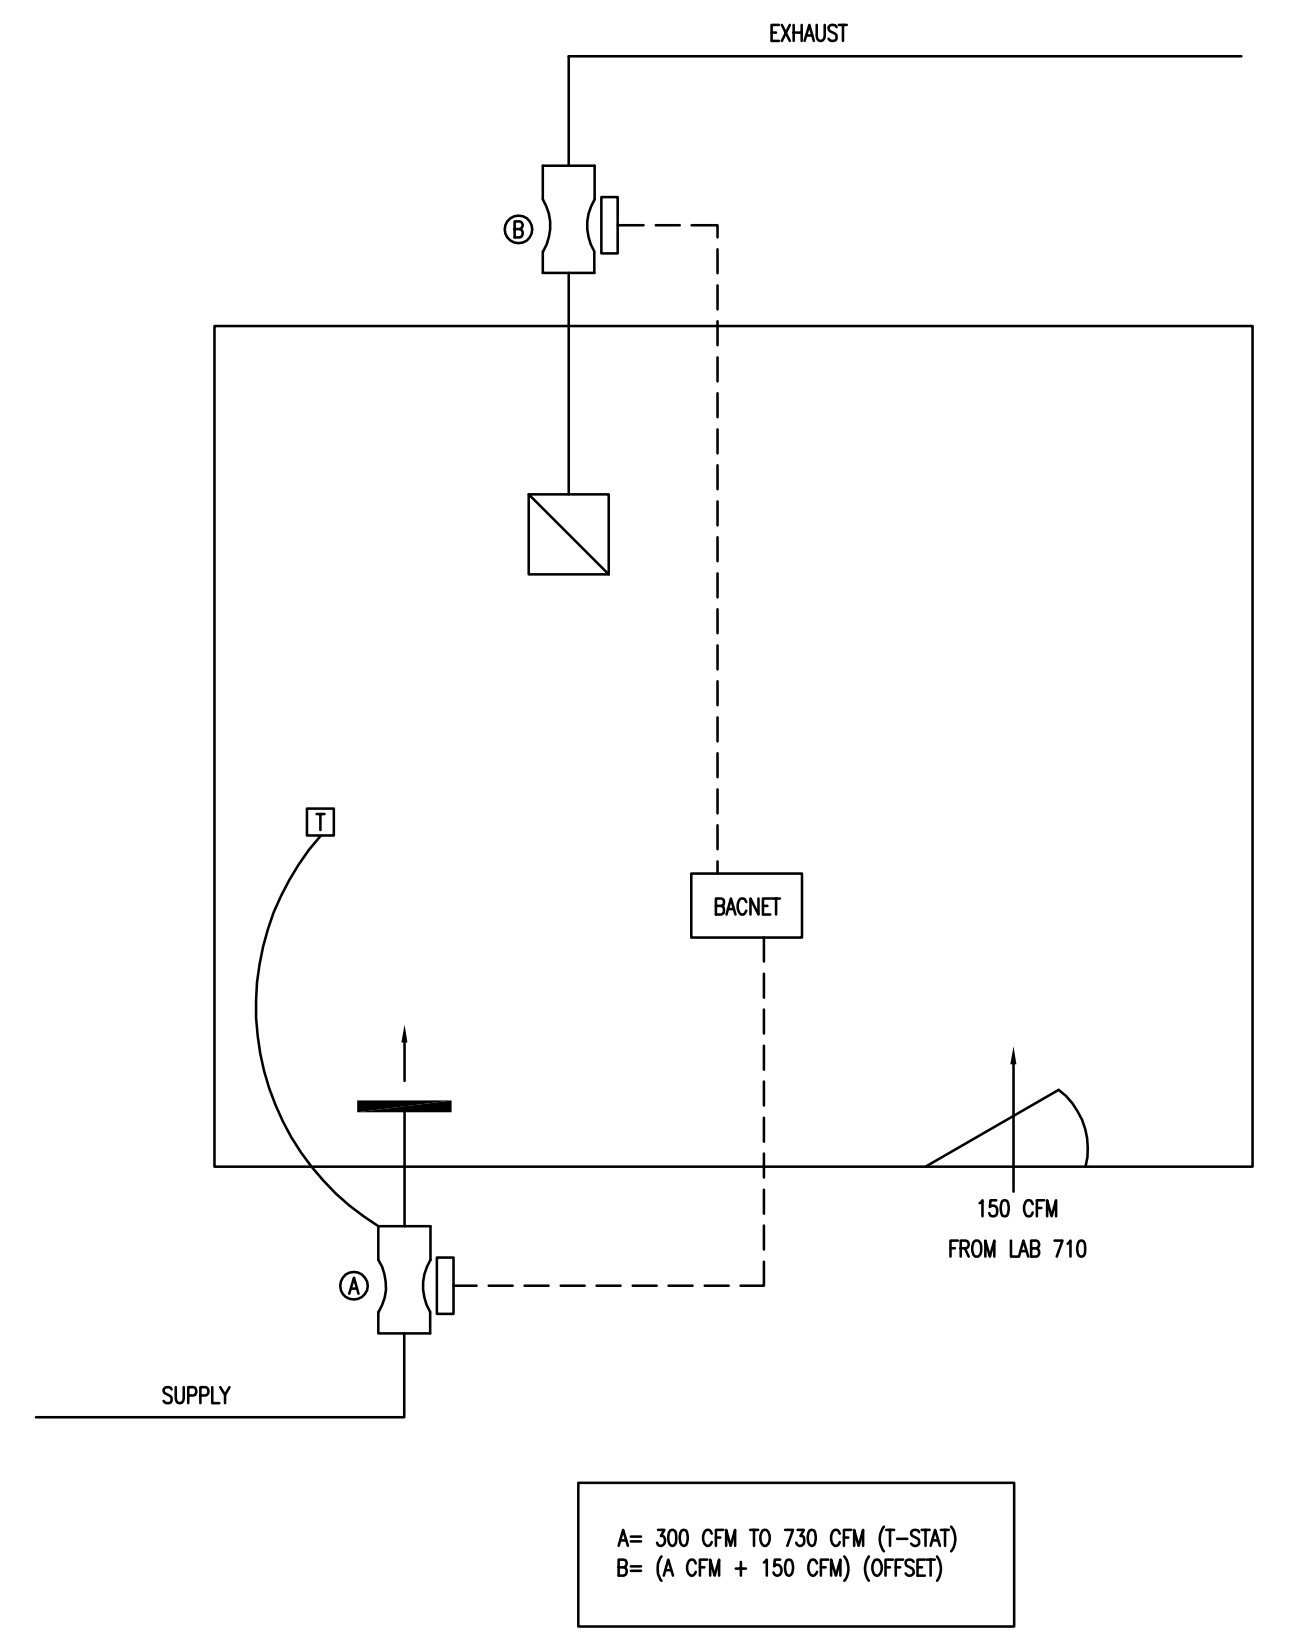 EXHAUST
B
T
BACNET
150 CFM
FROM LAB 710
A
SUPPLY
A= 300 CFM TO 730 CFM (T-STAT)
B= (A CFM + 150 CFM) (OFFSET)